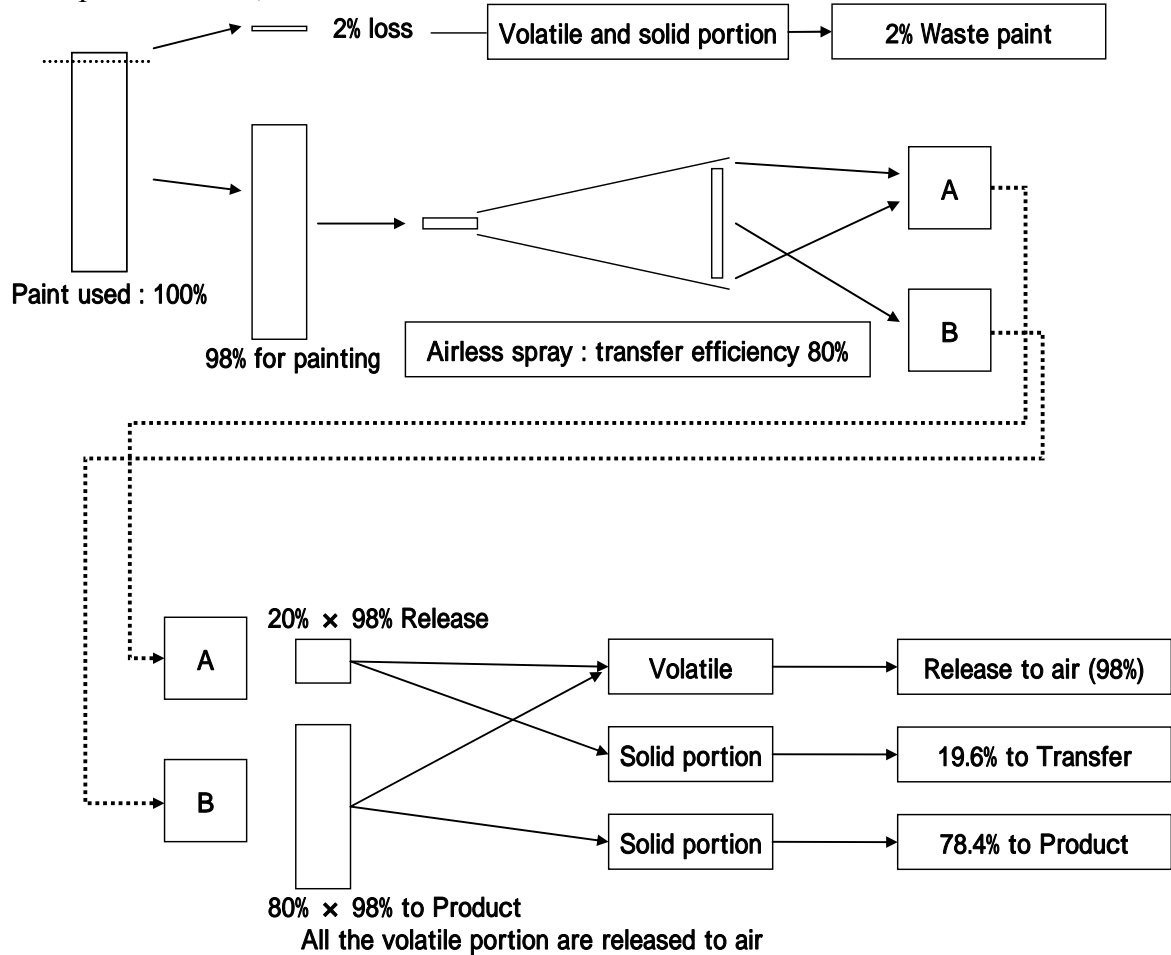 2% loss
Volatile and solid portion
2% Waste paint
Paint used : 100%
98% for painting
Airless spray : transfer efficiency 80%
A
B
A
20% × 98% Release
Volatile
Release to air (98%)
Solid portion
19.6% to Transfer
B
Solid portion
78.4% to Product
80% × 98% to Product
All the volatile portion are released to air